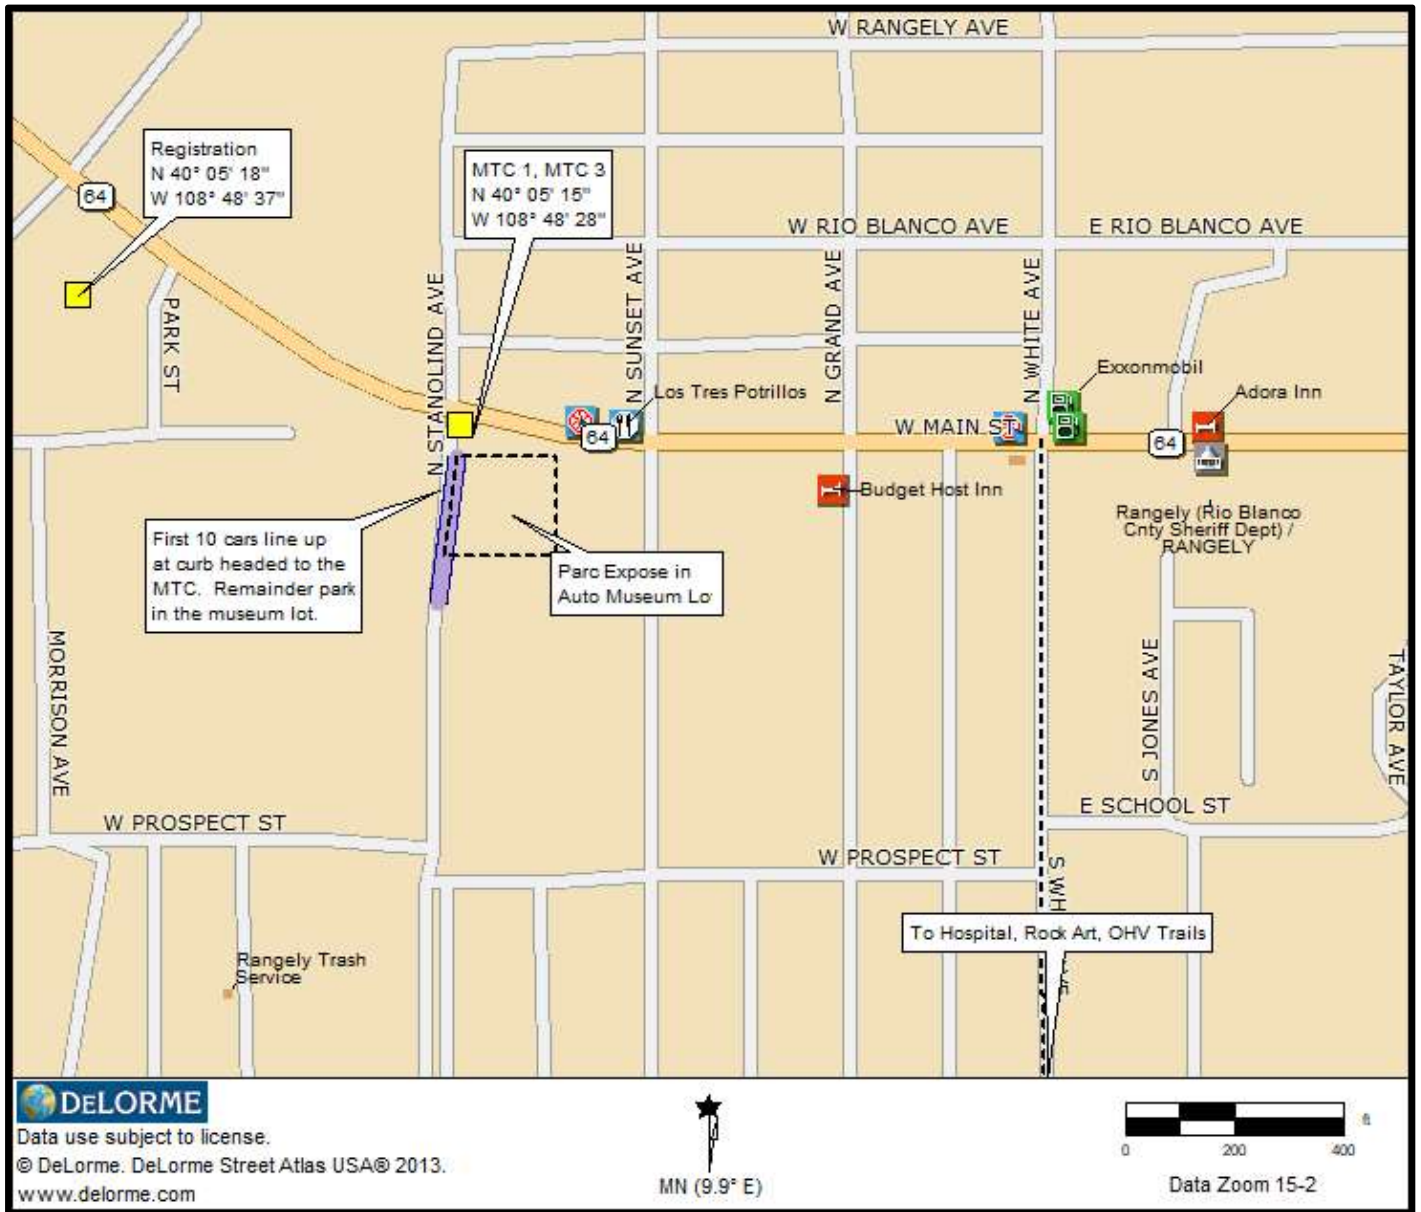 W RANGELY AVE
Registration
N 40° 05' 18"
W 108° 48' 37"
MTC 1, MTC 3
N 40° 05' 15"
W 108° 48' 28"
64
W RIO BLANCO AVE
E RIO BLANCO AVE
PARK ST
N STANOLIND AVE
N SUNSET AVE
N GRAND AVE
N WHITE AVE
Exxonmobil
Los Tres Potrillos
Adora Inn
64
W MAIN ST
64
Budget Host Inn
Rangely (Rio Blanco
Cnty Sheriff Dept) /
RANGELY
First 10 cars line up
at curb headed to the
MTC. Remainder park
in the museum lot.
Parc Expose in
Auto Museum Lo
MORRISON AVE
S JONES AVE
TAYLOR AVE
E SCHOOL ST
W PROSPECT ST
W PROSPECT ST
S WH
VE
To Hospital, Rock Art, OHV Trails
Rangely Trash
Service
DELORME
Data use subject to license.
© DeLorme. DeLorme Street Atlas USA® 2013.
www.delorme.com
MN (9.9° E)
ft
0 200 400
Data Zoom 15-2